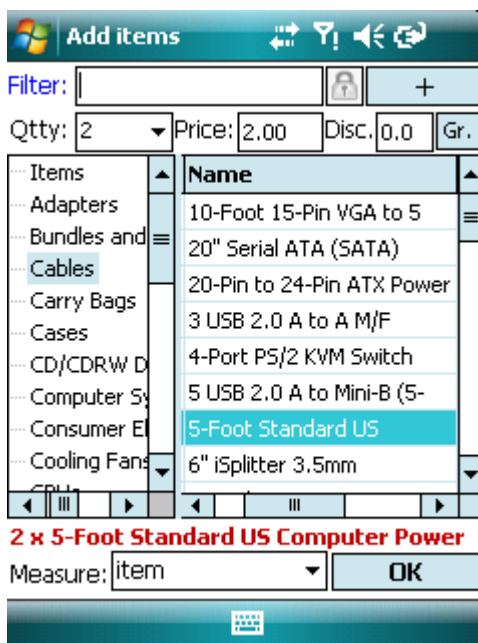 Add items
Filter:
+
Qtty: 2 Price: 2.00 Disc. 0.0 Gr.
Items
Adapters
Bundles and
Cables
Carry Bags
Cases
CD/CDRW D
Computer Sy
Consumer El
Cooling Fans
CPUs
Name
10-Foot 15-Pin VGA to 5
20" Serial ATA (SATA)
20-Pin to 24-Pin ATX Power
3 USB 2.0 A to A M/F
4-Port PS/2 KVM Switch
5 USB 2.0 A to Mini-B (5-
5-Foot Standard US
6" iSplitter 3.5mm
2 x 5-Foot Standard US Computer Power
Measure: item OK